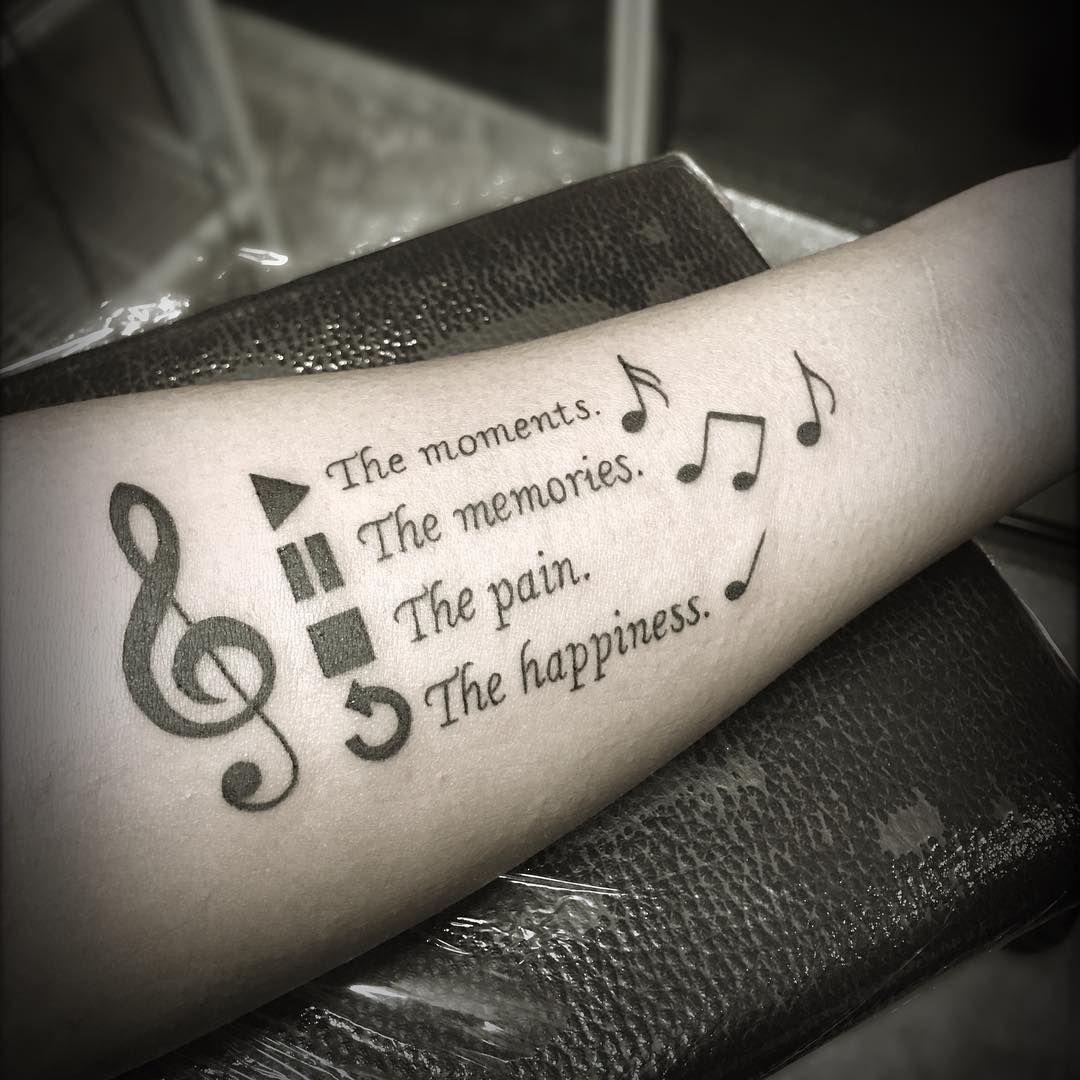 The moments.
The memories.
The pain.
The happiness.